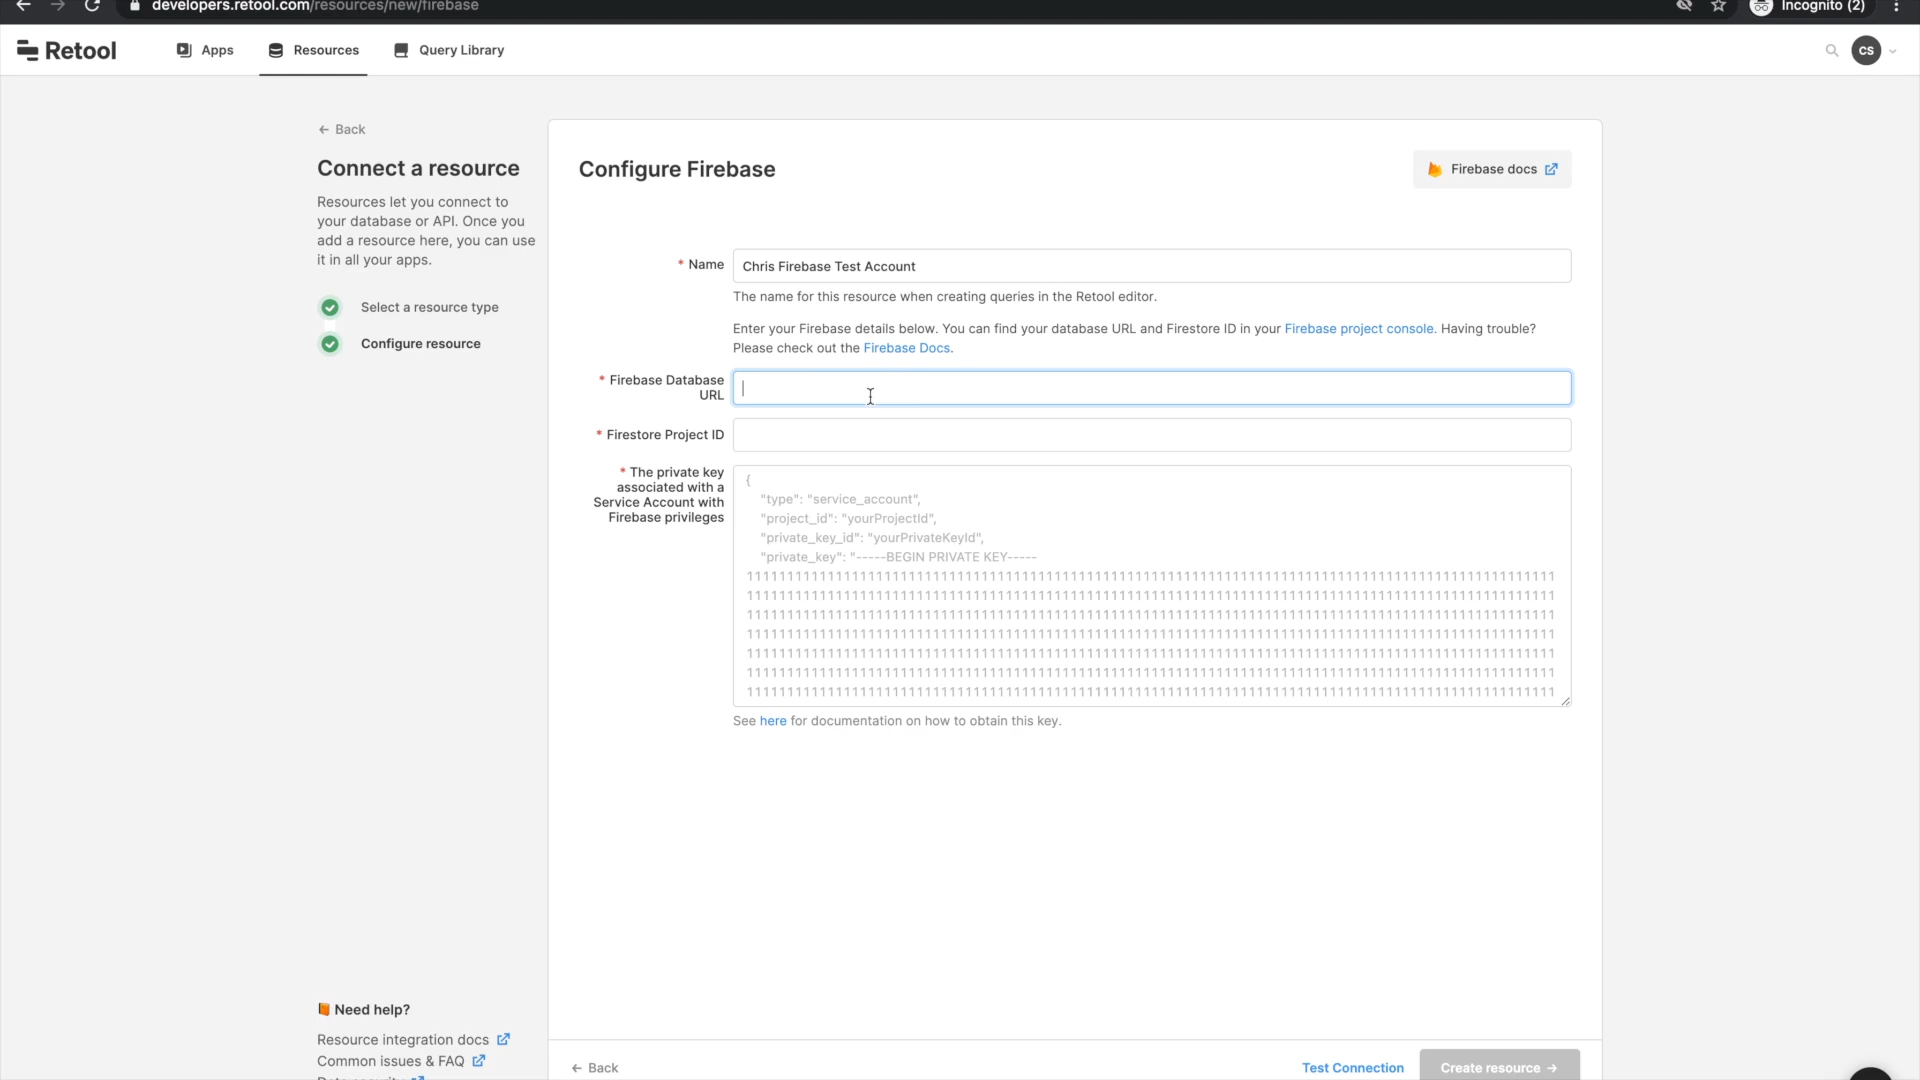 developers.retool.com/resources/new/firebase
Incognito (2)
Retool
Apps
Resources
Query Library
CS
← Back
Connect a resource
Resources let you connect to
your database or API. Once you
add a resource here, you can use
it in all your apps.
Select a resource type
Configure resource
Configure Firebase
Firebase docs
* Name
Chris Firebase Test Account
The name for this resource when creating queries in the Retool editor.
Enter your Firebase details below. You can find your database URL and Firestore ID in your Firebase project console. Having trouble?
Please check out the Firebase Docs.
* Firebase Database
URL
* Firestore Project ID
* The private key
associated with a
Service Account with
Firebase privileges
{
"type": "service_account",
"project_id": "yourProjectId",
"private_key_id": "yourPrivateKeyId",
"private_key": "-----BEGIN PRIVATE KEY-----
See here for documentation on how to obtain this key.
Need help?
Resource integration docs
Common issues & FAQ
← Back
Test Connection
Create resource →